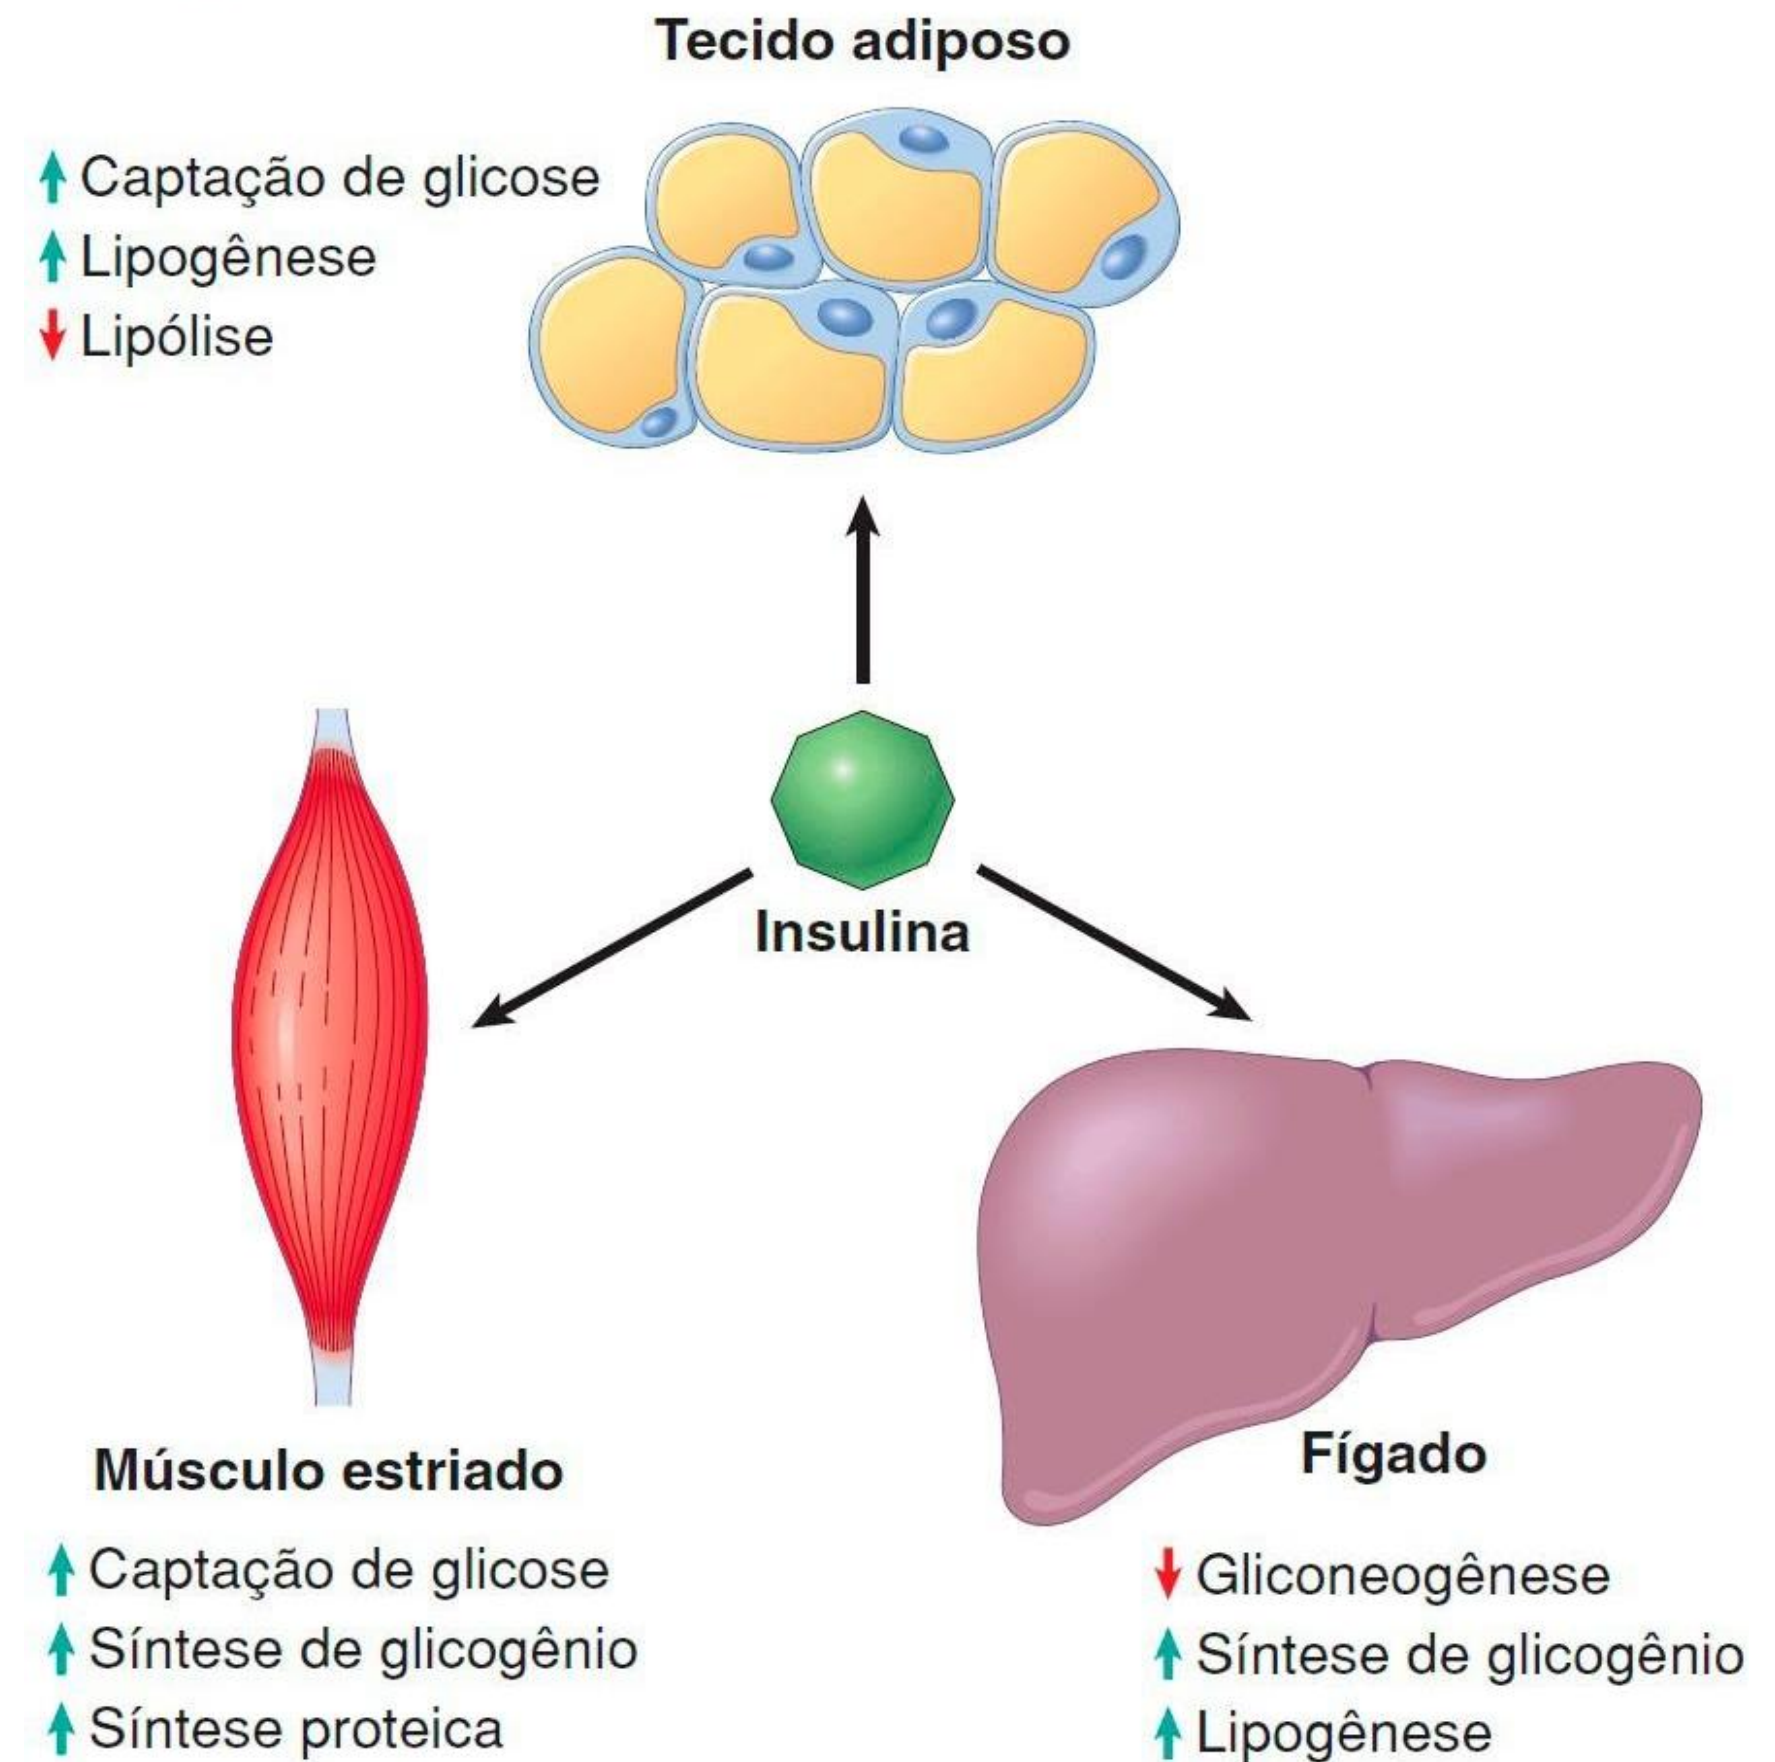 Tecido adiposo
Captação de glicose
Lipogênese
Lipólise
Insulina
Músculo estriado
Captação de glicose
Síntese de glicogênio
Síntese proteica
Fígado
Gliconeogênese
Síntese de glicogênio
Lipogênese